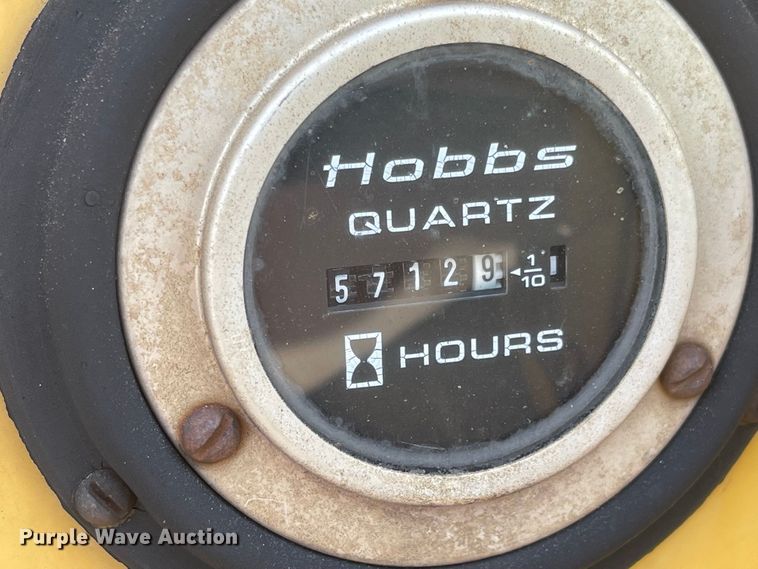 Hobbs
QUARTZ
57129 ◄1/10
HOURS
Purple Wave Auction